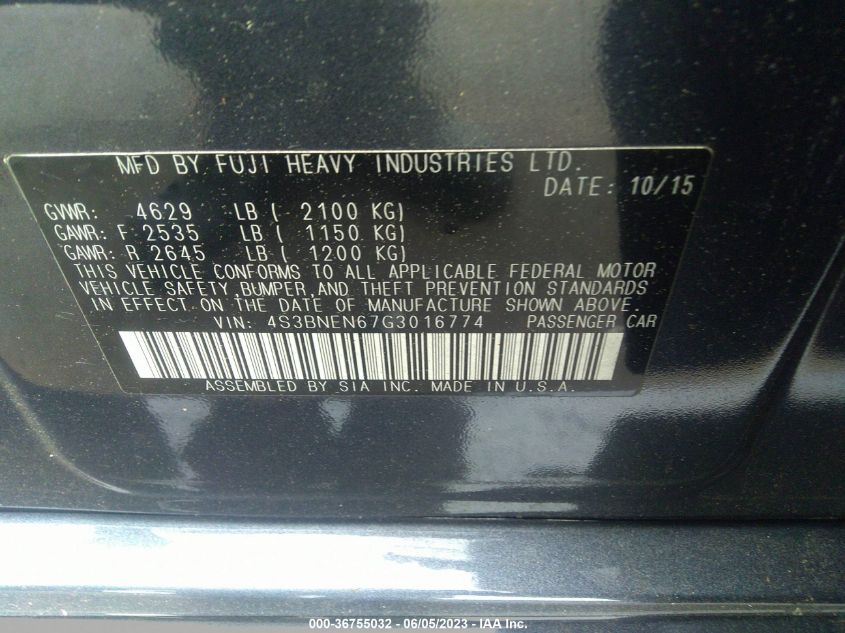 MFD BY FUJI HEAVY INDUSTRIES LTD.
DATE: 10/15
GVWR: 4629 LB ( 2100 KG)
GAWR: F 2535 LB ( 1150 KG)
GAWR: R 2645 LB ( 1200 KG)
THIS VEHICLE CONFORMS TO ALL APPLICABLE FEDERAL MOTOR
VEHICLE SAFETY, BUMPER, AND THEFT PREVENTION STANDARDS
IN EFFECT ON THE DATE OF MANUFACTURE SHOWN ABOVE.
VIN: 4S3BNEN67G3016774 PASSENGER CAR
ASSEMBLED BY SIA INC. MADE IN U.S.A.
000-36755032 - 06/05/2023 - IAA Inc.